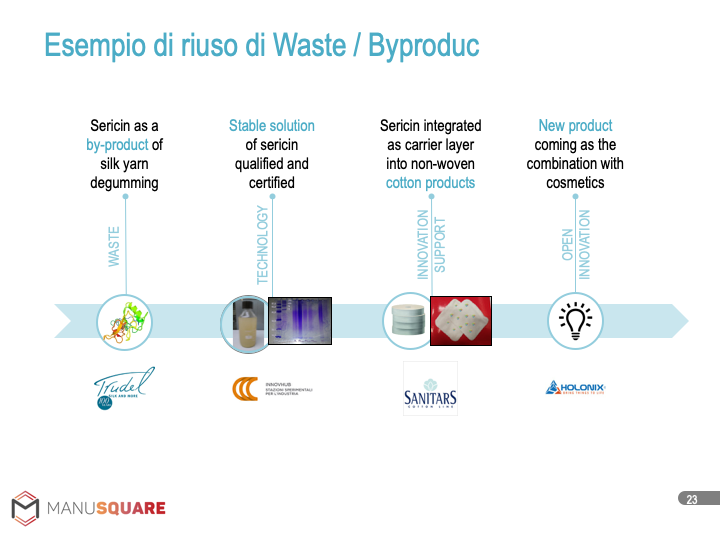 Esempio di riuso di Waste / Byproduc
Sericin as a
by-product of
silk yarn
degumming
Stable solution
of sericin
qualified and
certified
Sericin integrated
as carrier layer
into non-woven
cotton products
New product
coming as the
combination with
cosmetics
WASTE
TECHNOLOGY
INNOVATION
SUPPORT
OPEN
INNOVATION
Trudel
SILK AND MORE
100
INNOVHUB
STAZIONI SPERIMENTALI
PER L'INDUSTRIA
SANITARS
COTTON LINE
HOLONIX
BRING THINGS TO LIFE
MANUSQUARE
23